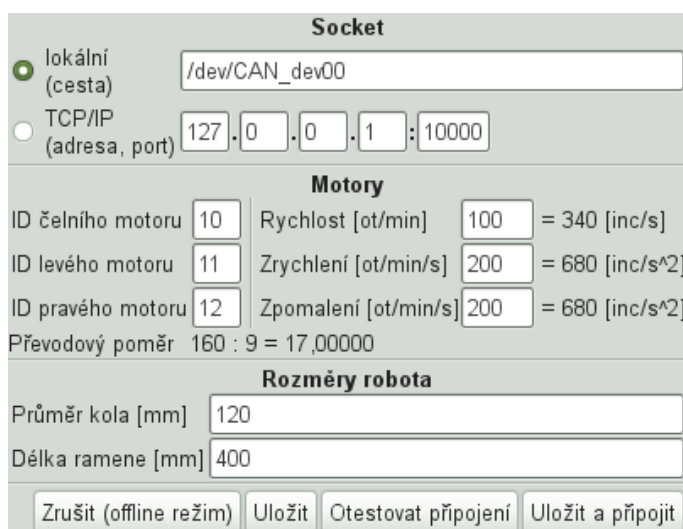 Socket
lokální
(cesta)
/dev/CAN_dev00
TCP/IP
(adresa, port)
127 . 0 . 0 . 1 : 10000
Motory
ID čelního motoru 10 Rychlost [ot/min] 100 = 340 [inc/s]
ID levého motoru 11 Zrychlení [ot/min/s] 200 = 680 [inc/s^2]
ID pravého motoru 12 Zpomalení [ot/min/s] 200 = 680 [inc/s^2]
Převodový poměr 160 : 9 = 17,00000
Rozměry robota
Průměr kola [mm] 120
Délka ramene [mm] 400
Zrušit (offline režim) Uložit Otestovat připojení Uložit a připojit